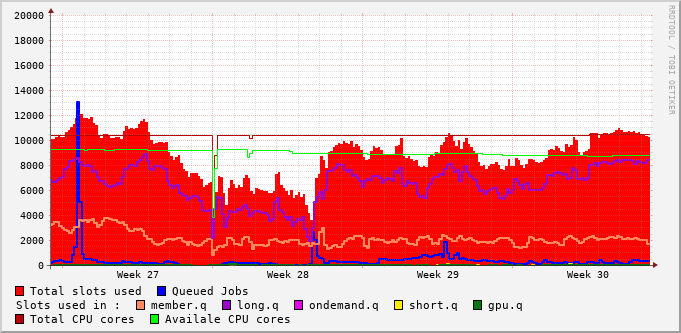 20000
18000
16000
14000
12000
10000
8000
6000
4000
2000
0
Week 27 Week 28 Week 29 Week 30
Total slots used Queued Jobs
Slots used in : member.q long.q ondemand.q short.q gpu.q
Total CPU cores Availale CPU cores
RRDTOOL / TOBI OETIKER